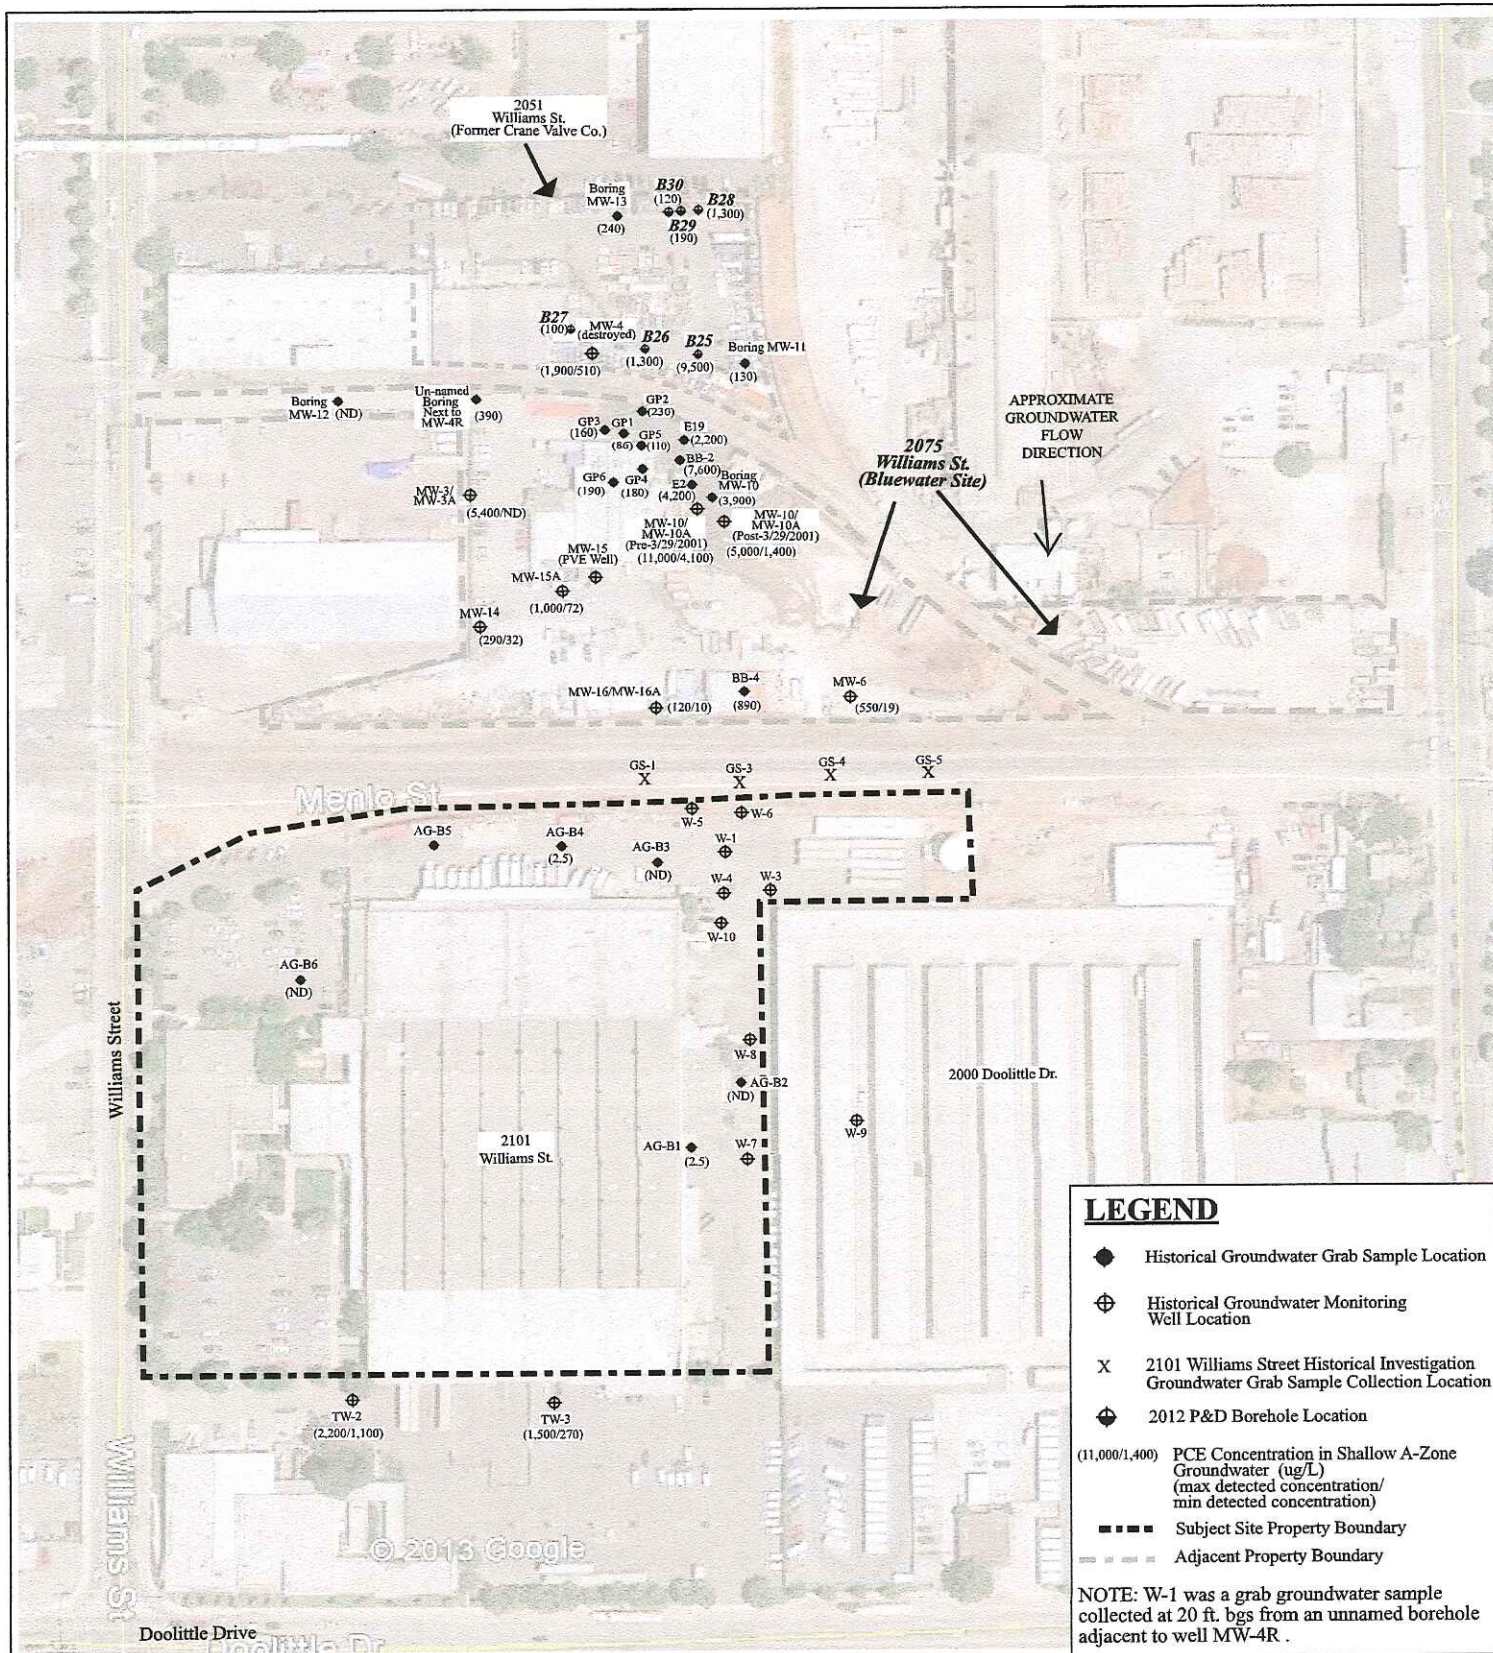 2051
Williams St.
(Former Crane Valve Co.)
Boring
MW-13
(240)
B30
(120)
B29
(190)
B28
(1,300)
B27
(100)
MW-4
(destroyed)
(1,900/510)
B26
(1,300)
B25
(9,500)
Boring MW-11
(130)
Boring
MW-12 (ND)
Un-named
Boring
Next to
MW-4R
(390)
GP2
(230)
GP3
(160)
GP1
(86)
GP5
(110)
E19
(2,200)
BB-2
(7,600)
GP6
(190)
GP4
(180)
E2
(4,200)
Boring
MW-10
(3,900)
MW-3/
MW-3A
(5,400/ND)
MW-10/
MW-10A
(Pre-3/29/2001)
(11,000/4,100)
MW-10/
MW-10A
(Post-3/29/2001)
(5,000/1,400)
APPROXIMATE
GROUNDWATER
FLOW
DIRECTION
2075
Williams St.
(Bluewater Site)
MW-15
(PVE Well)
MW-15A
(1,000/72)
MW-14
(290/32)
MW-16/MW-16A
(120/10)
BB-4
(890)
MW-6
(550/19)
GS-1
X
GS-3
X
GS-4
X
GS-5
X
Menlo St
W-5
W-6
AG-B5
AG-B4
(2.5)
AG-B3
(ND)
W-1
W-4
W-3
W-10
AG-B6
(ND)
Williams Street
W-8
AG-B2
(ND)
2000 Doolittle Dr.
W-9
2101
Williams St.
AG-B1
(2.5)
W-7
TW-2
(2,200/1,100)
TW-3
(1,500/270)
Williams St
© 2013 Google
Doolittle Drive
Doolittle Dr
LEGEND
Historical Groundwater Grab Sample Location
Historical Groundwater Monitoring
Well Location
X 2101 Williams Street Historical Investigation
Groundwater Grab Sample Collection Location
2012 P&D Borehole Location
(11,000/1,400) PCE Concentration in Shallow A-Zone
Groundwater (ug/L)
(max detected concentration/
min detected concentration)
Subject Site Property Boundary
Adjacent Property Boundary
NOTE: W-1 was a grab groundwater sample
collected at 20 ft. bgs from an unnamed borehole
adjacent to well MW-4R .